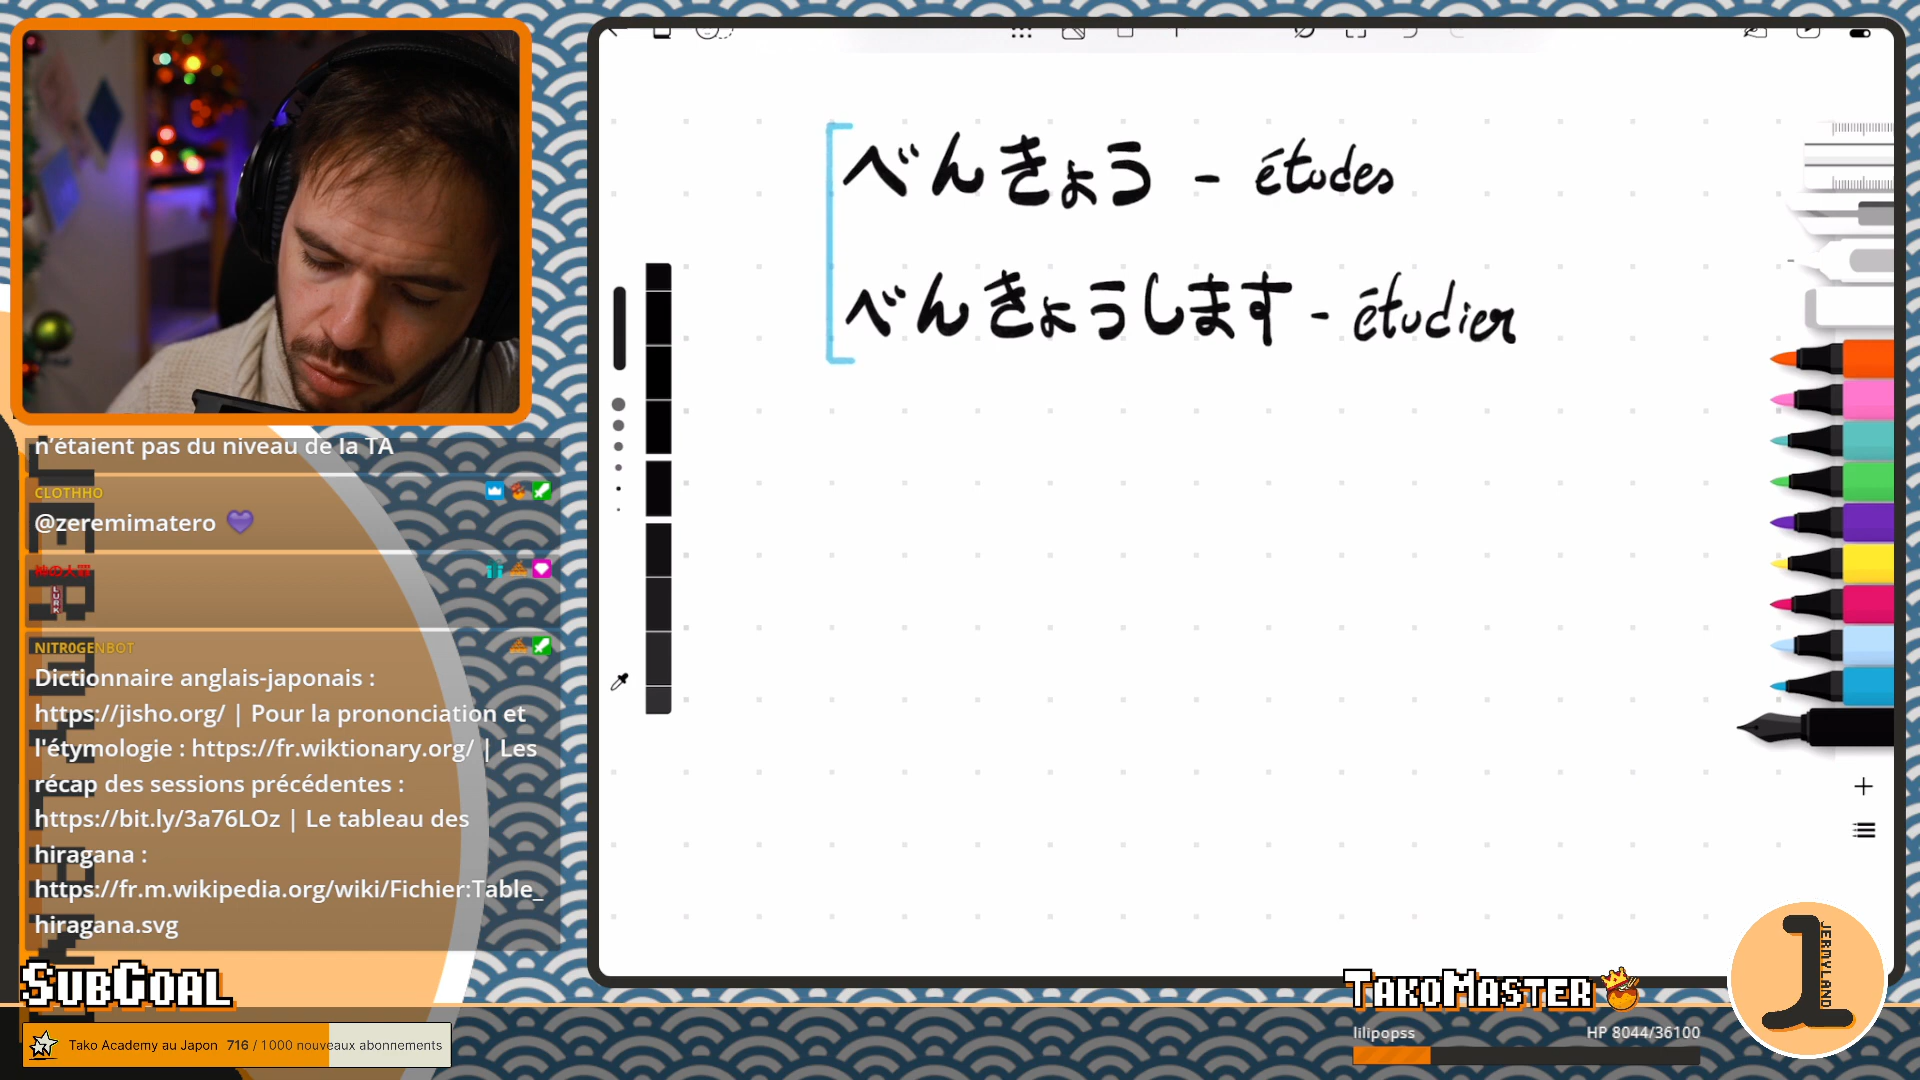 べんきょう - études
べんきょうします - étudier
n'étaient pas du niveau de la TA
CLOTHHO
@zeremimatero 💜
LURK
NITR0GENBOT
Dictionnaire anglais-japonais :
https://jisho.org/ | Pour la prononciation et
l'étymologie : https://fr.wiktionary.org/ | Les
récap des sessions précédentes :
https://bit.ly/3a76LOz | Le tableau des
hiragana :
https://fr.m.wikipedia.org/wiki/Fichier:Table_
hiragana.svg
SUBGOAL
Tako Academy au Japon 716 / 1000 nouveaux abonnements
TAKOMASTER
lilipopss HP 8044/36100
JERMYLAND